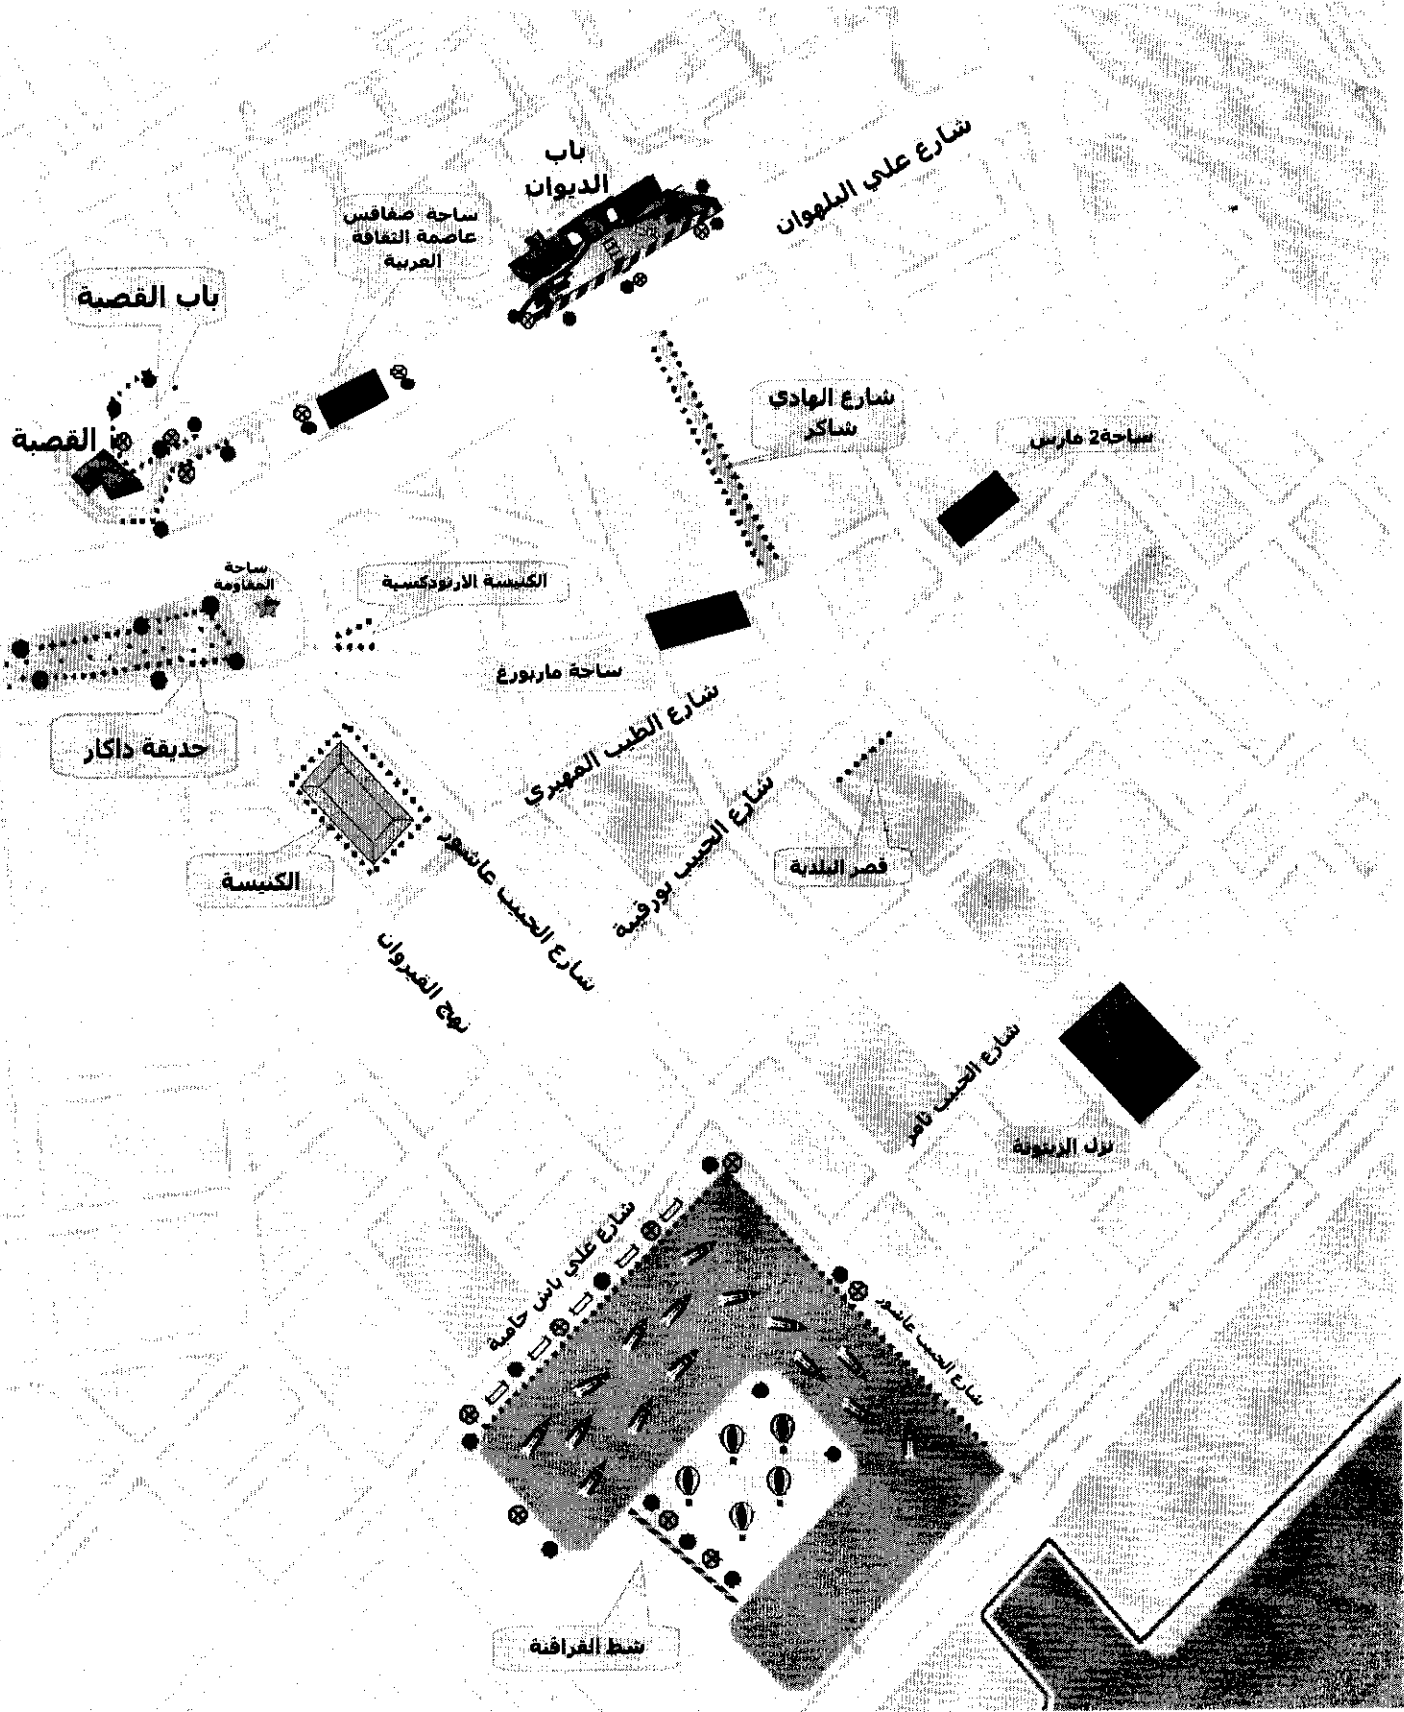 باب
الديوان
شارع علي البلهوان
ساحة صفاقس
عاصمة الثقافة
العربية
باب القصبة
شارع الهادي
شاكر
ساحة2 مارس
القصبة
ساحة
المقاومة
الكنيسة الارتودكسية
ساحة ماربورغ
شارع الطيب المهيري
حديقة داكار
شارع الحبيب بورقيبة
شارع الحبيب عاشور
قصر البلدية
الكنيسة
نهج القيروان
شارع الحبيب ثامر
نزل الزيتونة
شارع علي باش حامبة
شارع الحبيب عاشور
شط القراقنة